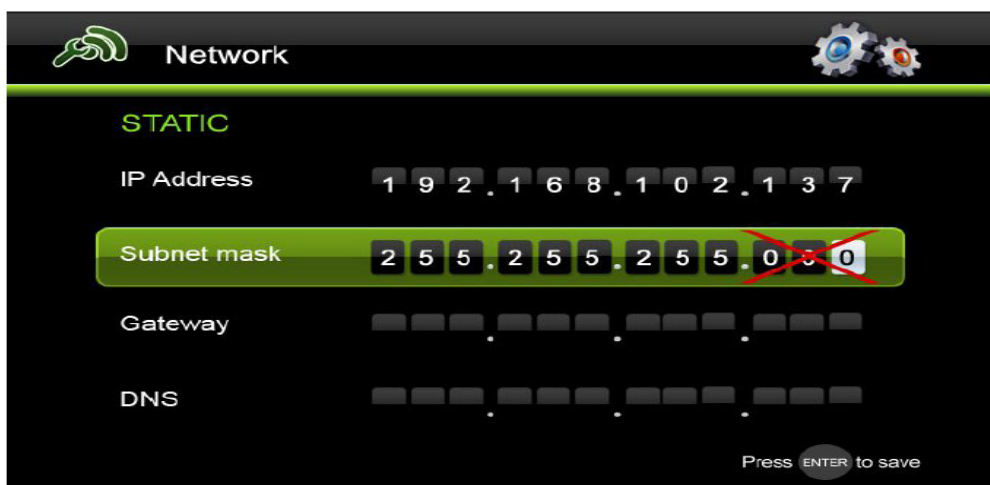 Network
STATIC
IP Address 192.168.102.137
Subnet mask 255.255.255.000
Gateway . . .
DNS . . .
Press ENTER to save